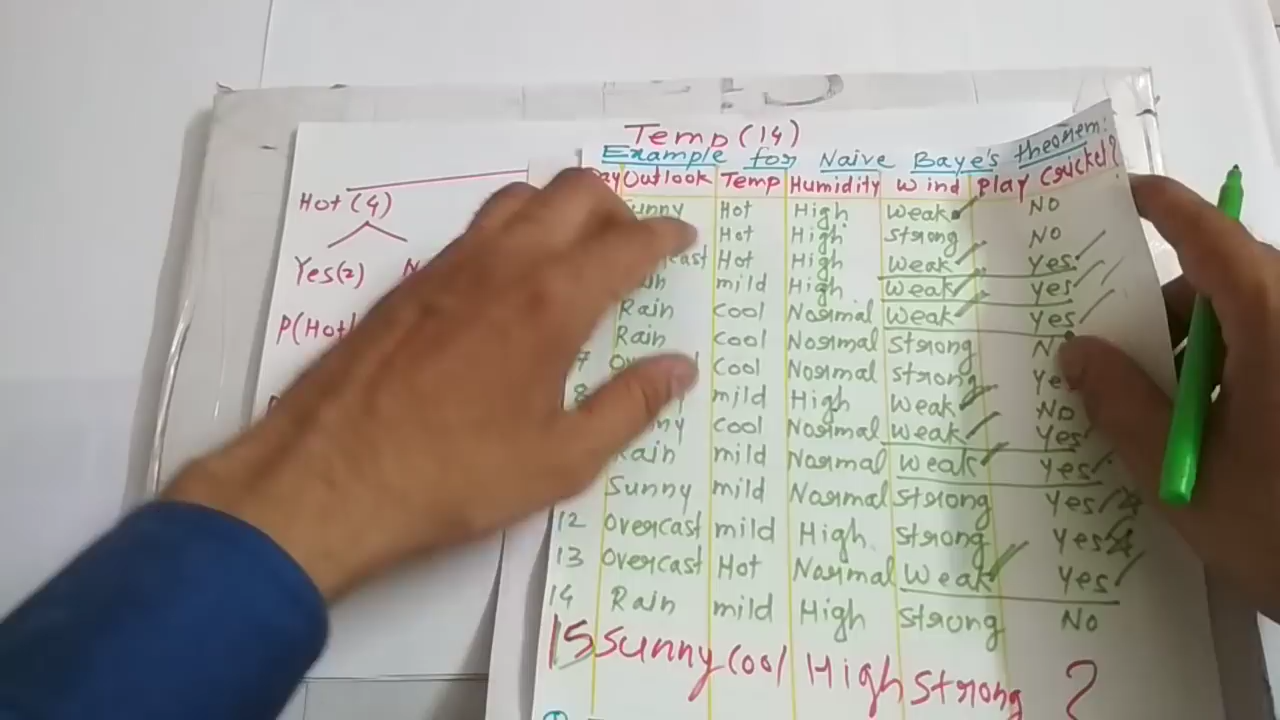 Temp (14)
Example for Naive Baye's theorem:
Outlook Temp Humidity Wind Play Cricket?
Hot (4)
Sunny Hot High Weak No
Hot High Strong No
Yes(2)
Hot High Weak Yes
mild High Weak Yes
P(Hot
Rain Cool Normal Weak Yes
Rain Cool Normal Strong
7 Cool Normal Strong
8 mild High Weak No
Cool Normal Weak Yes
Rain mild Normal Weak Yes
Sunny mild Normal Strong Yes
12 Overcast mild High Strong Yes
13 Overcast Hot Normal Weak Yes
14 Rain mild High Strong No
15 Sunny Cool High Strong ?